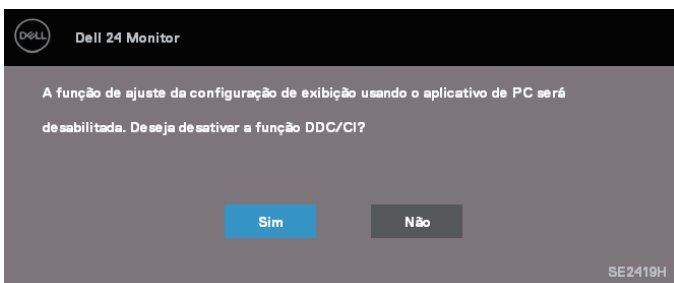 DELL
Dell 24 Monitor
A função de ajuste da configuração de exibição usando o aplicativo de PC será
desabilitada. Deseja desativar a função DDC/CI?
Sim
Não
SE2419H